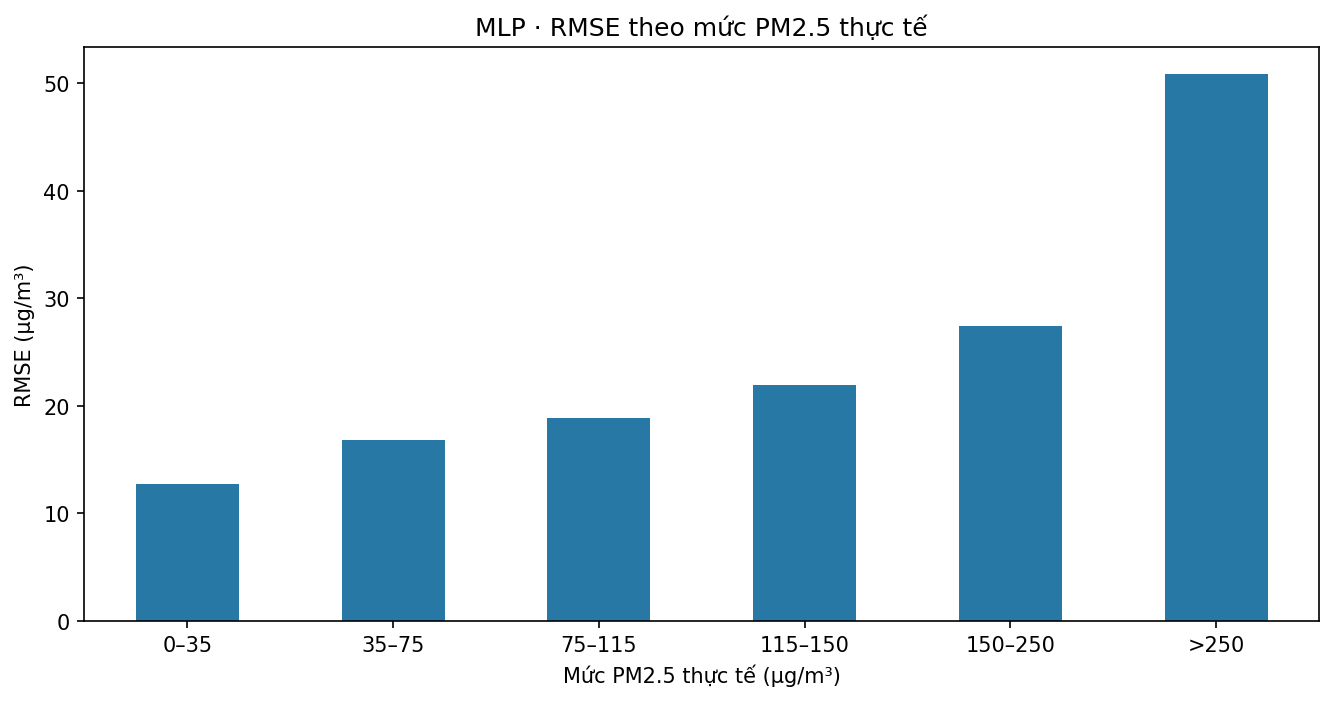 MLP · RMSE theo mức PM2.5 thực tế
RMSE (µg/m³)
50
40
30
20
10
0
0–35 35–75 75–115 115–150 150–250 >250
Mức PM2.5 thực tế (µg/m³)